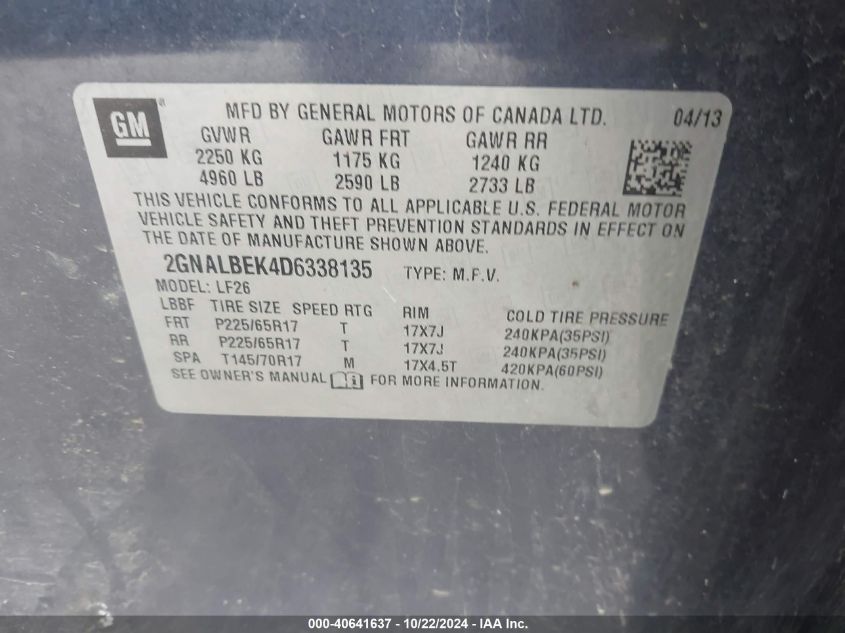 GM
MFD BY GENERAL MOTORS OF CANADA LTD. 04/13
GVWR GAWR FRT GAWR RR
2250 KG 1175 KG 1240 KG
4960 LB 2590 LB 2733 LB
THIS VEHICLE CONFORMS TO ALL APPLICABLE U.S. FEDERAL MOTOR
VEHICLE SAFETY AND THEFT PREVENTION STANDARDS IN EFFECT ON
THE DATE OF MANUFACTURE SHOWN ABOVE.
2GNALBEK4D6338135 TYPE: M.F.V.
MODEL: LF26
LBBF TIRE SIZE SPEED RTG RIM COLD TIRE PRESSURE
FRT P225/65R17 T 17X7J 240KPA(35PSI)
RR P225/65R17 T 17X7J 240KPA(35PSI)
SPA T145/70R17 M 17X4.5T 420KPA(60PSI)
SEE OWNER'S MANUAL FOR MORE INFORMATION.
000-40641637 - 10/22/2024 - IAA Inc.